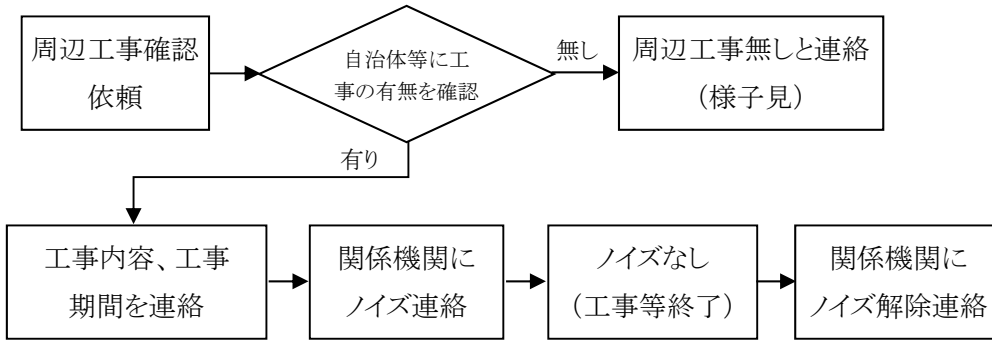 周辺工事確認
依頼
自治体等に工
事の有無を確認
無し
周辺工事無しと連絡
（様子見）
有り
工事内容、工事
期間を連絡
関係機関に
ノイズ連絡
ノイズなし
（工事等終了）
関係機関に
ノイズ解除連絡